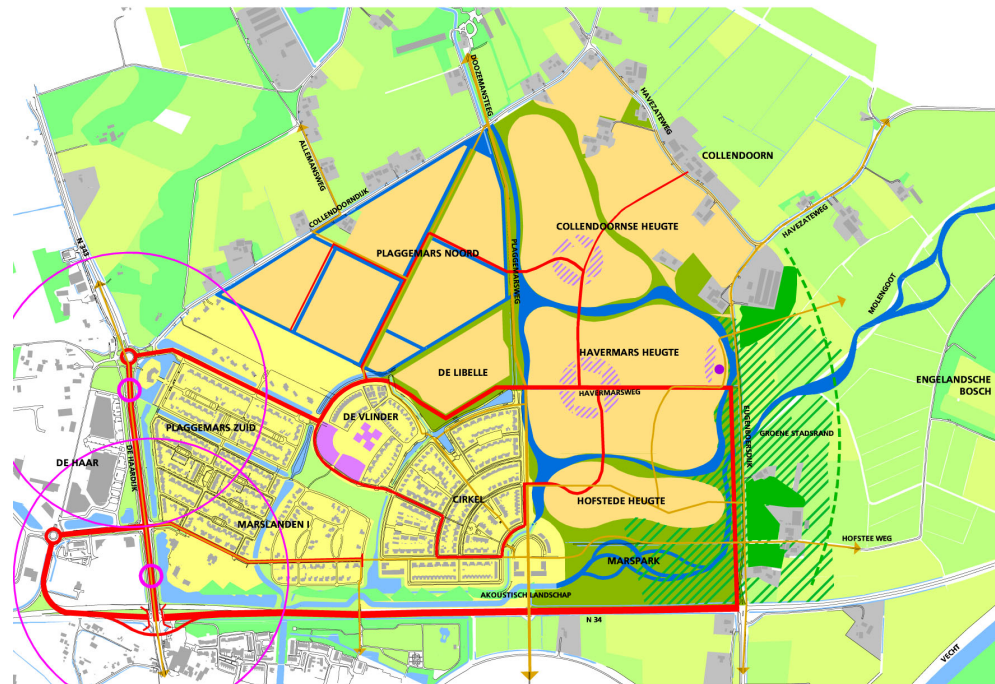 DOOZEMANSTEEG
HAVEZATEWEG
COLLENDOORN
ALLEMANSWEG
COLLENDOORNDIJK
HAVEZATEWEG
N 343
COLLENDOORNSE HEUGTE
PLAGGEMARS NOORD
PLAGGEMARSWEG
MOLENGOOT
HAVERMARS HEUGTE
DE LIBELLE
ENGELANDSCHE
BOSCH
HAVERMARSWEG
DE VLINDER
PLAGGEMARS ZUID
GROENE STADSRAND
DE HAAR
DE HAARDIJK
CIRKEL
HOFSTEDE HEUGTE
MARSLANDEN I
HOFSTEE WEG
MARSPARK
AKOUSTISCH LANDSCHAP
N 34
VECHT